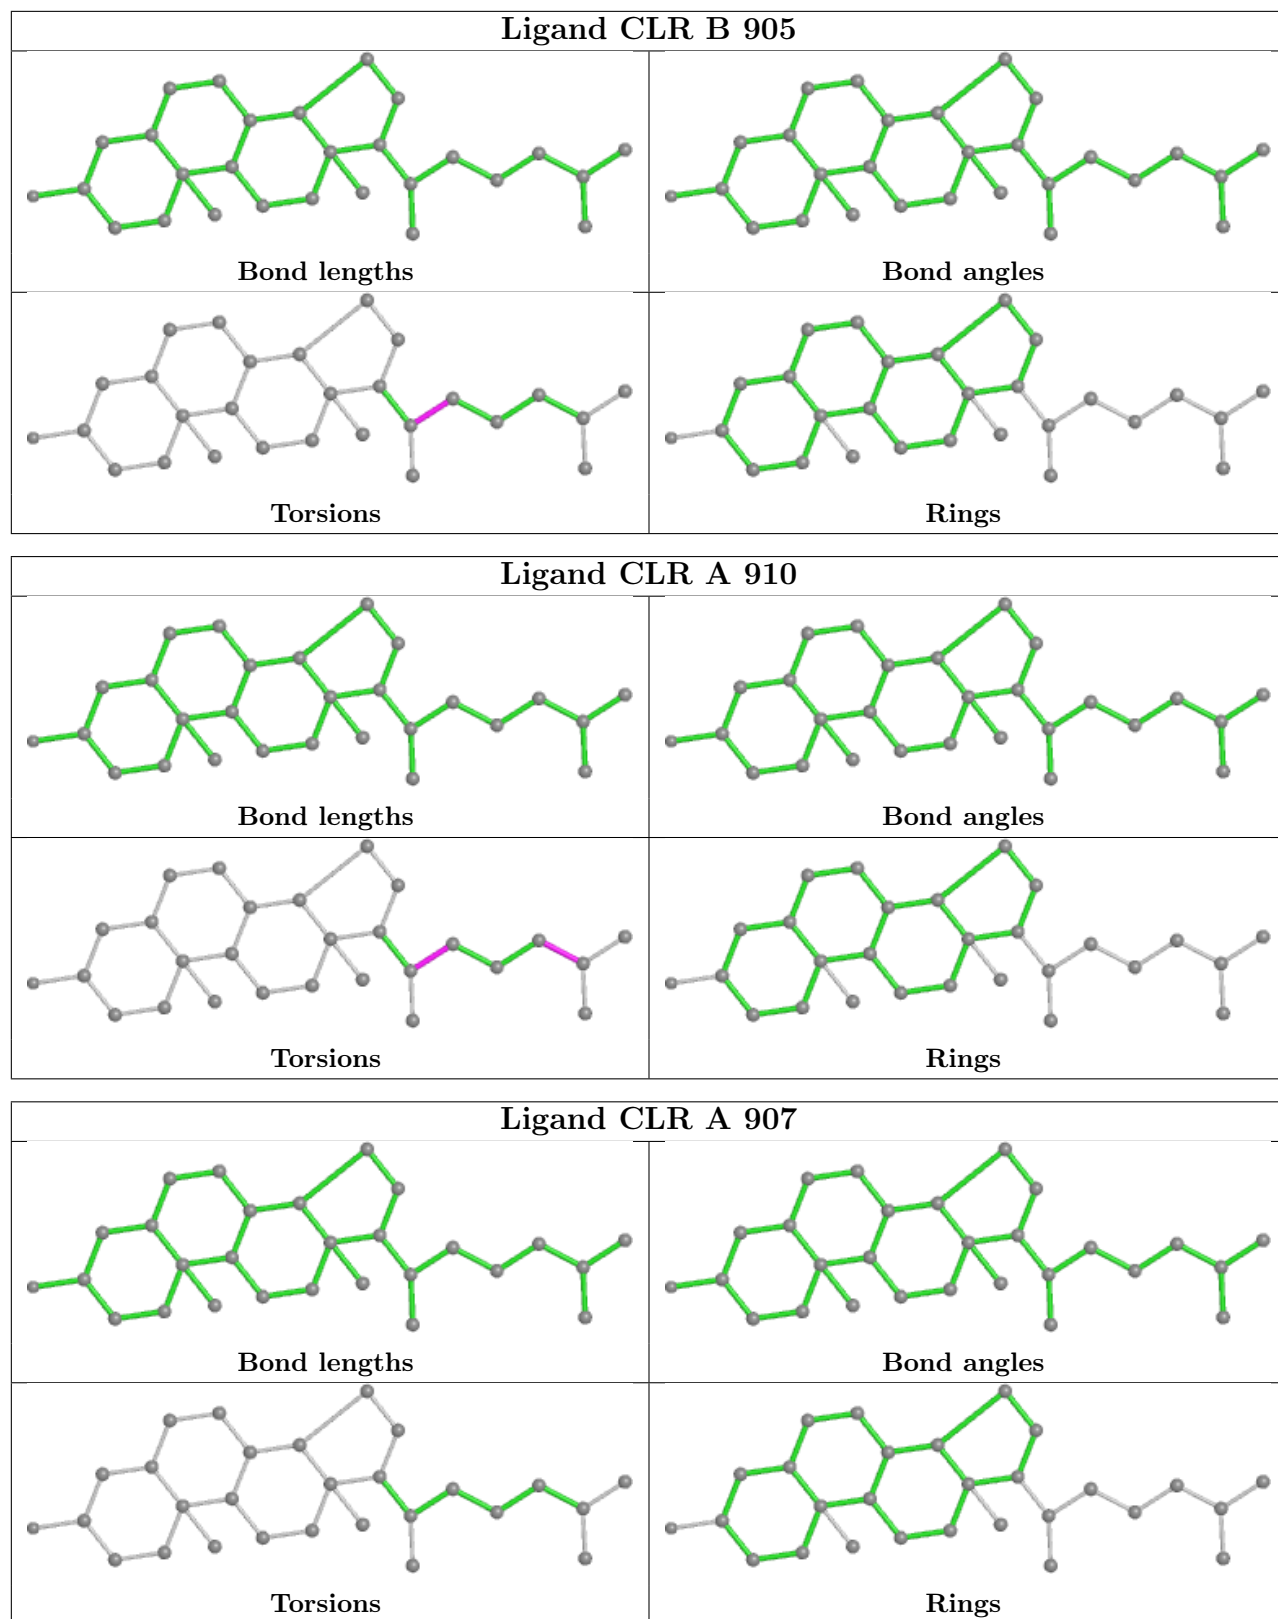 Ligand CLR B 905
Bond lengths
Bond angles
Torsions
Rings
Ligand CLR A 910
Bond lengths
Bond angles
Torsions
Rings
Ligand CLR A 907
Bond lengths
Bond angles
Torsions
Rings